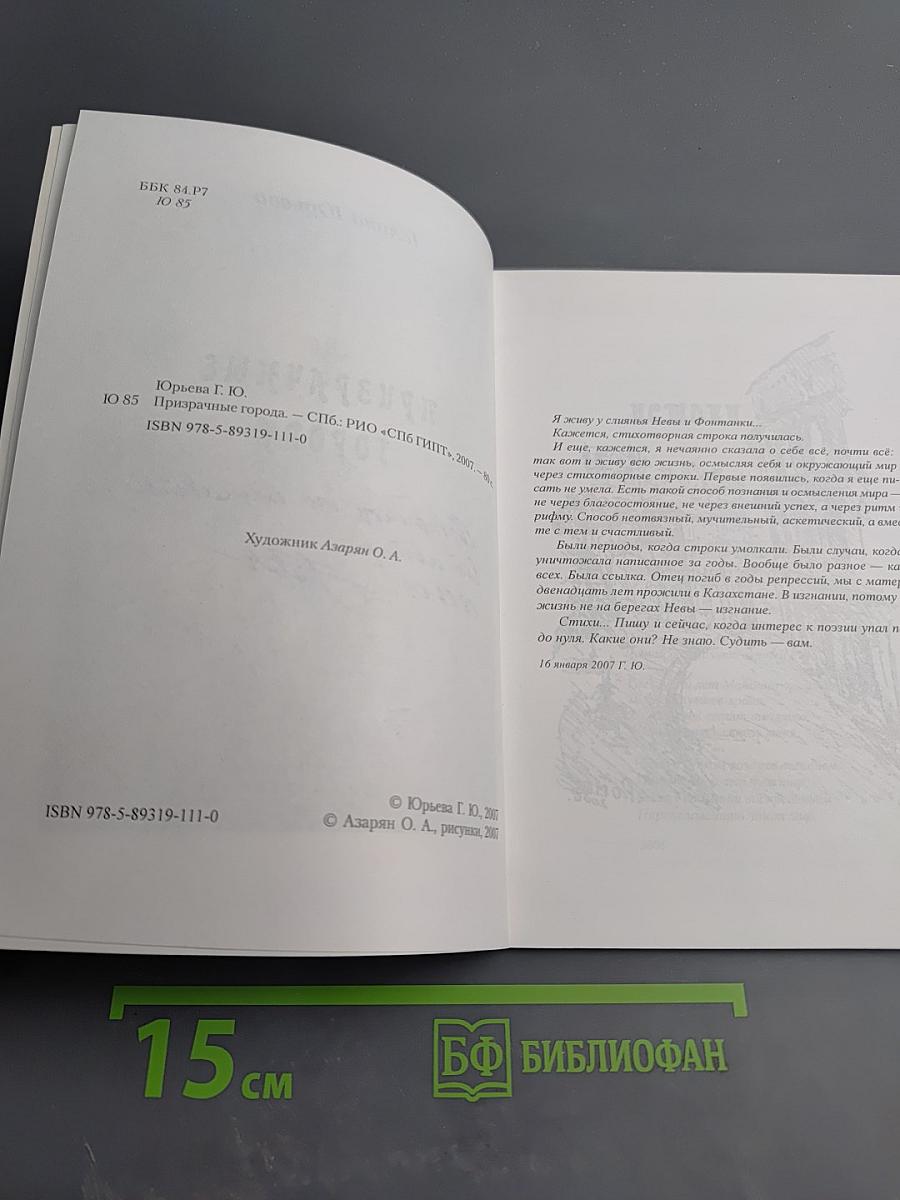 ББК 84.Р7
Ю 85
Юрьева Г. Ю.
Ю 85 Призрачные города. — СПб.: РИО «СПб ГИПТ», 2007. — 80 с.
ISBN 978-5-89319-111-0
Художник Азарян О. А.
ISBN 978-5-89319-111-0
© Юрьева Г. Ю., 2007
© Азарян О. А., рисунки, 2007
Я живу у слиянья Невы и Фонтанки...
Кажется, стихотворная строка получилась.
И еще, кажется, я нечаянно сказала о себе всё, почти всё:
так вот и живу всю жизнь, осмысляя себя и окружающий мир
через стихотворные строки. Первые появились, когда я еще пи-
сать не умела. Есть такой способ познания и осмысления мира —
не через благосостояние, не через внешний успех, а через ритм
рифму. Способ неотвязный, мучительный, аскетический, а вмес
те с тем и счастливый.
Были периоды, когда строки умолкали. Были случаи, когда
уничтожала написанное за годы. Вообще было разное — ка
всех. Была ссылка. Отец погиб в годы репрессий, мы с матер
двенадцать лет прожили в Казахстане. В изгнании, потому
жизнь не на берегах Невы — изгнание.
Стихи... Пишу и сейчас, когда интерес к поэзии упал п
до нуля. Какие они? Не знаю. Судить — вам.
16 января 2007 Г. Ю.
15 см
БФ БИБЛИОФАН